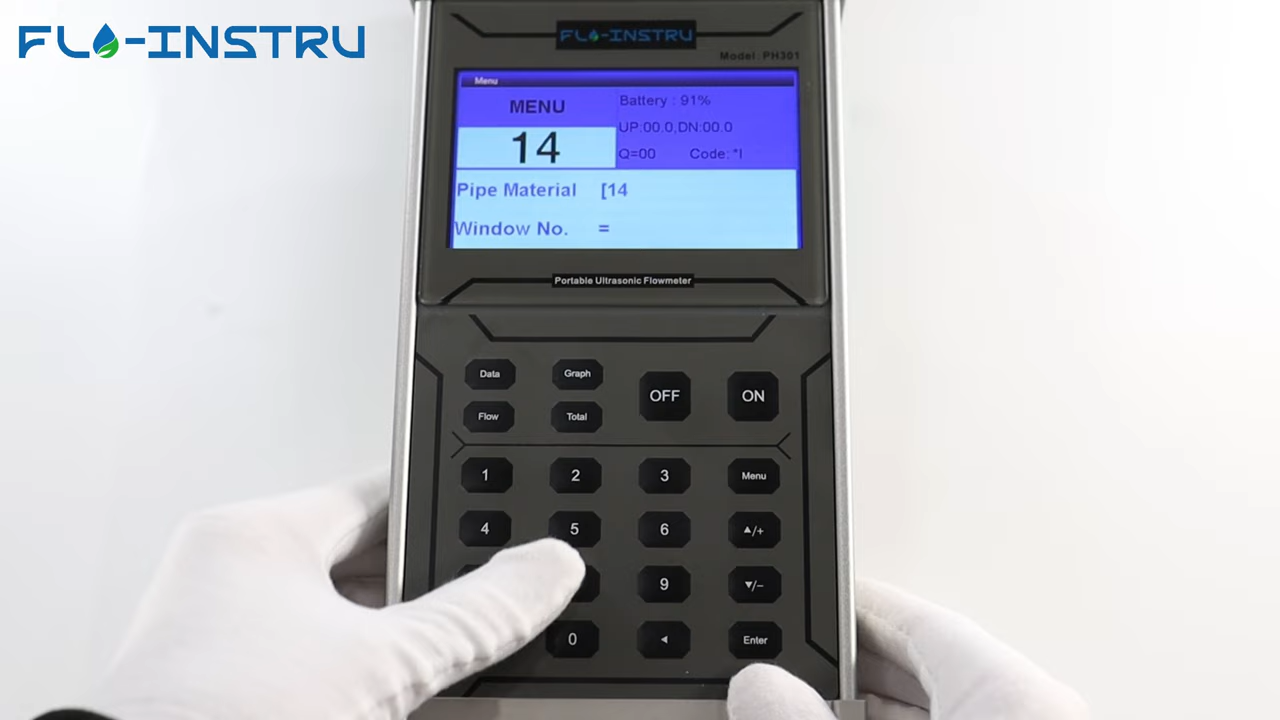 FLO-INSTRU
FLO-INSTRU
Model PH301
Menu
MENU
Battery : 91%
UP:00.0,DN:00.0
14
Q=00 Code: *I
Pipe Material [14
Window No. =
Portable Ultrasonic Flowmeter
Data Graph
OFF ON
Flow Total
1 2 3 Menu
4 5 6 ▲/+
9 ▼/–
0 ◄ Enter